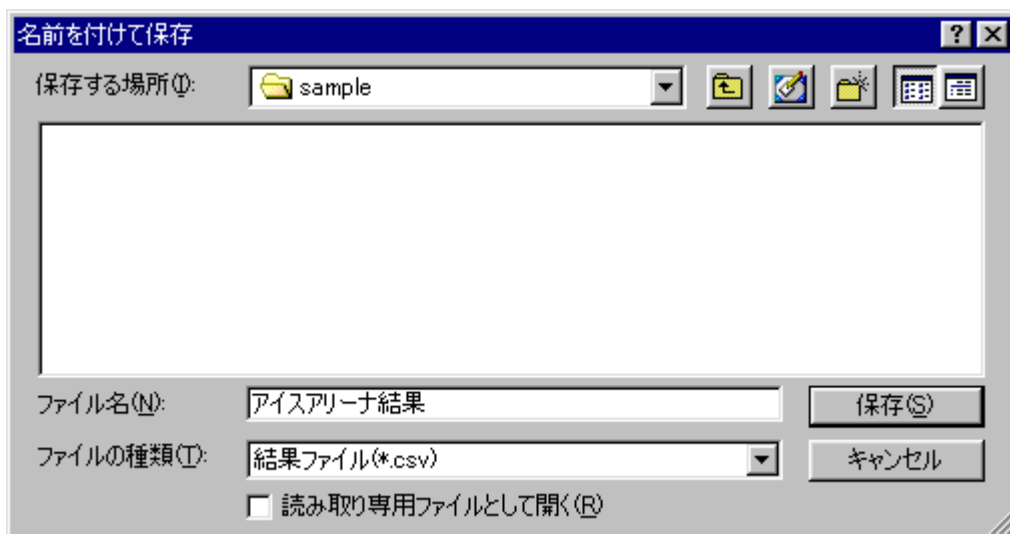 名前を付けて保存
保存する場所(I):
sample
ファイル名(N):
アイスアリーナ結果
保存(S)
ファイルの種類(T):
結果ファイル(*.csv)
キャンセル
読み取り専用ファイルとして開く(R)